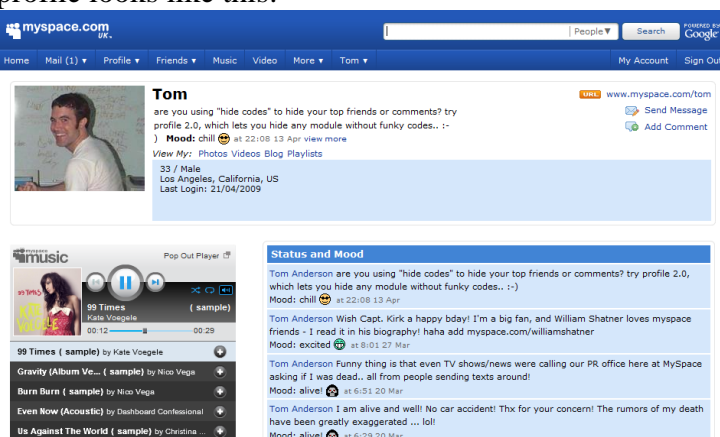 profile looks like this:
myspace.com
UK.
People▼
Search
POWERED BY
Google
Home Mail (1) ▾ Profile ▾ Friends ▾ Music Video More ▾ Tom ▾ My Account Sign Out
Tom
are you using "hide codes" to hide your top friends or comments? try
profile 2.0, which lets you hide any module without funky codes.. :-
) Mood: chill at 22:08 13 Apr view more
View My: Photos Videos Blog Playlists
33 / Male
Los Angeles, California, US
Last Login: 21/04/2009
URL www.myspace.com/tom
Send Message
Add Comment
myspace
music
Pop Out Player
99 Times ( sample)
Kate Voegele
00:12 00:29
99 Times ( sample) by Kate Voegele
Gravity (Album Ve... ( sample) by Nico Vega
Burn Burn ( sample) by Nico Vega
Even Now (Acoustic) by Dashboard Confessional
Us Against The World ( sample) by Christina ...
Status and Mood
Tom Anderson are you using "hide codes" to hide your top friends or comments? try profile 2.0,
which lets you hide any module without funky codes.. :-)
Mood: chill at 22:08 13 Apr
Tom Anderson Wish Capt. Kirk a happy bday! I'm a big fan, and William Shatner loves myspace
friends - I read it in his biography! haha add myspace.com/williamshatner
Mood: excited at 8:01 27 Mar
Tom Anderson Funny thing is that even TV shows/news were calling our PR office here at MySpace
asking if I was dead.. all from people sending texts around!
Mood: alive! at 6:51 20 Mar
Tom Anderson I am alive and well! No car accident! Thx for your concern! The rumors of my death
have been greatly exaggerated ... lol!
Mood: alive! at 6:29 20 Mar